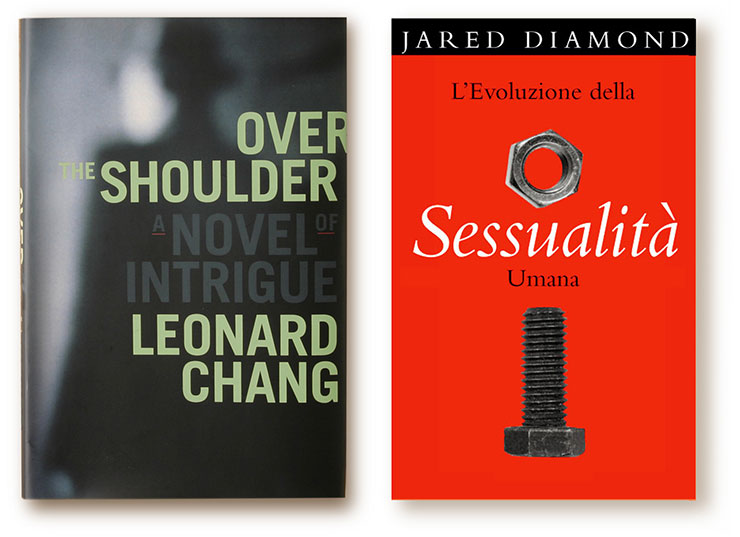 OVER
THE SHOULDER
A NOVEL OF
INTRIGUE
LEONARD
CHANG
JARED DIAMOND
L'Evoluzione della
Sessualità
Umana